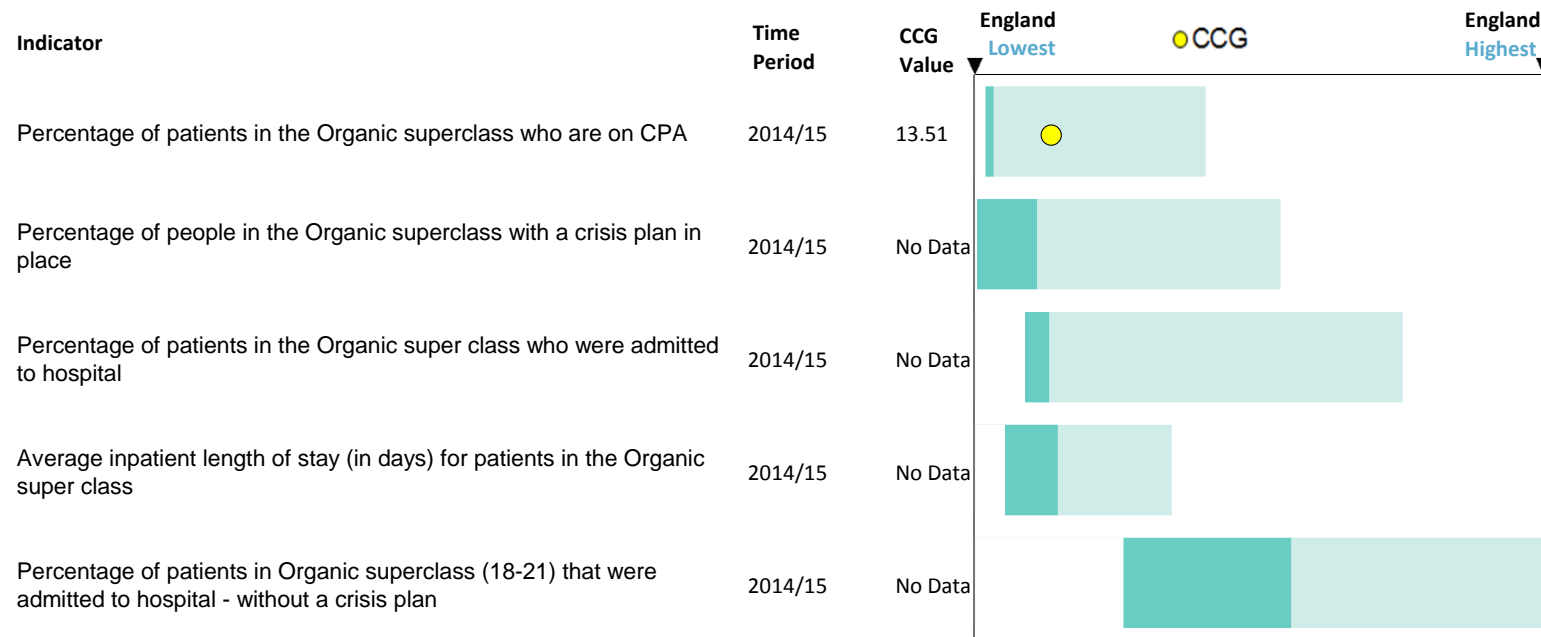 Indicator
Time
Period
CCG
Value
England
Lowest
CCG
England
Highest
Percentage of patients in the Organic superclass who are on CPA
2014/15
13.51
Percentage of people in the Organic superclass with a crisis plan in
place
2014/15
No Data
Percentage of patients in the Organic super class who were admitted
to hospital
2014/15
No Data
Average inpatient length of stay (in days) for patients in the Organic
super class
2014/15
No Data
Percentage of patients in Organic superclass (18-21) that were
admitted to hospital - without a crisis plan
2014/15
No Data